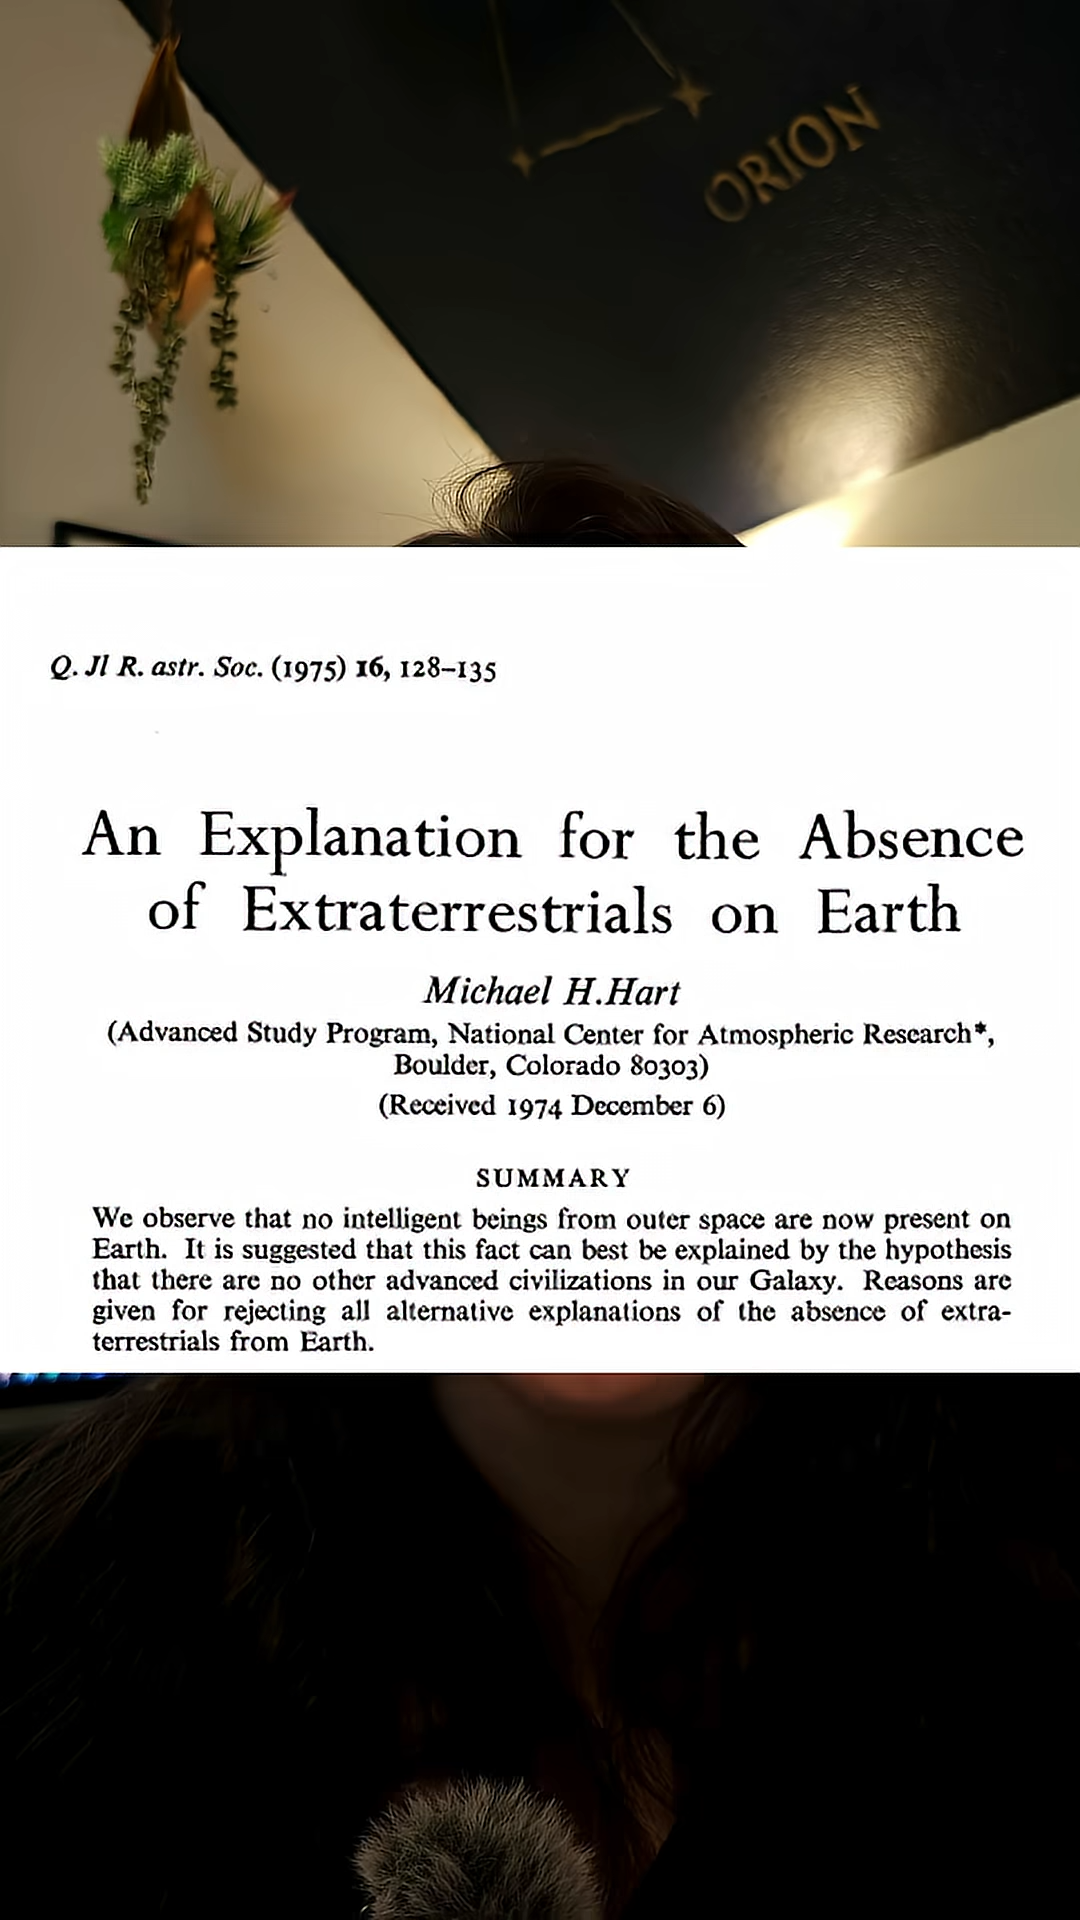 ORION
Q. Jl R. astr. Soc. (1975) 16, 128–135
An Explanation for the Absence
of Extraterrestrials on Earth
Michael H.Hart
(Advanced Study Program, National Center for Atmospheric Research*,
Boulder, Colorado 80303)
(Received 1974 December 6)
SUMMARY
We observe that no intelligent beings from outer space are now present on
Earth. It is suggested that this fact can best be explained by the hypothesis
that there are no other advanced civilizations in our Galaxy. Reasons are
given for rejecting all alternative explanations of the absence of extra-
terrestrials from Earth.